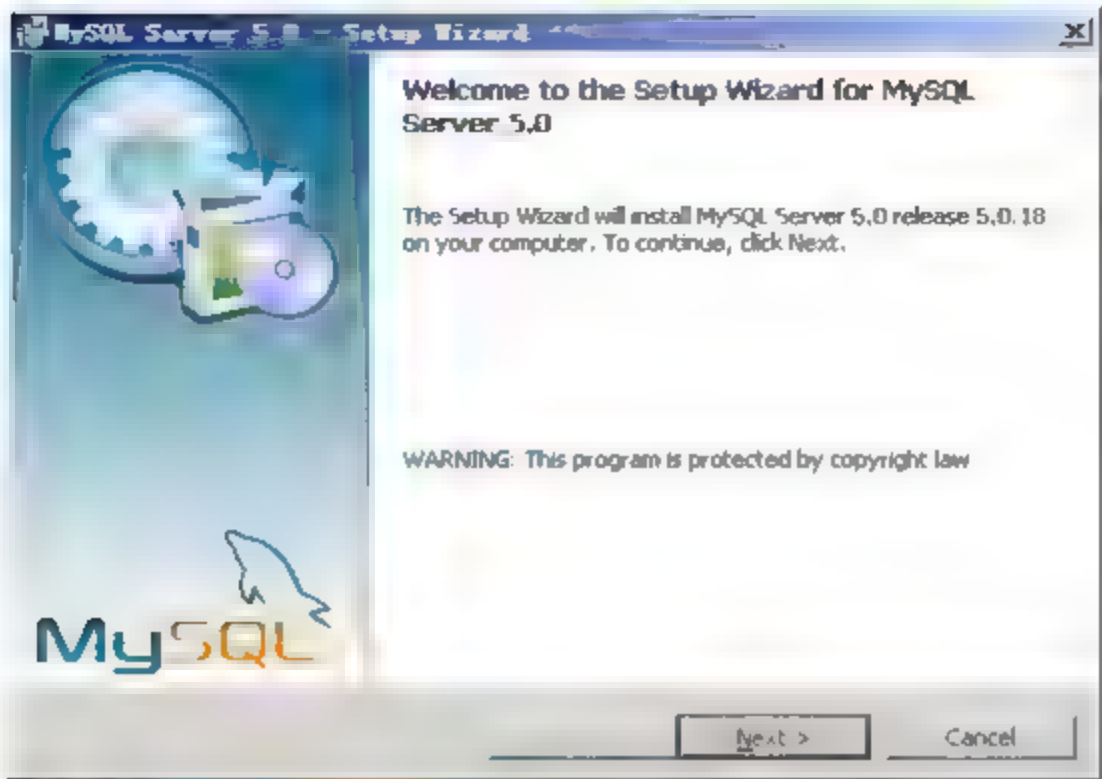 MySQL Server 5.0 - Setup Wizard
Welcome to the Setup Wizard for MySQL
Server 5.0
The Setup Wizard will install MySQL Server 5.0 release 5.0.18
on your computer. To continue, click Next.
WARNING: This program is protected by copyright law
MySQL
Next >
Cancel